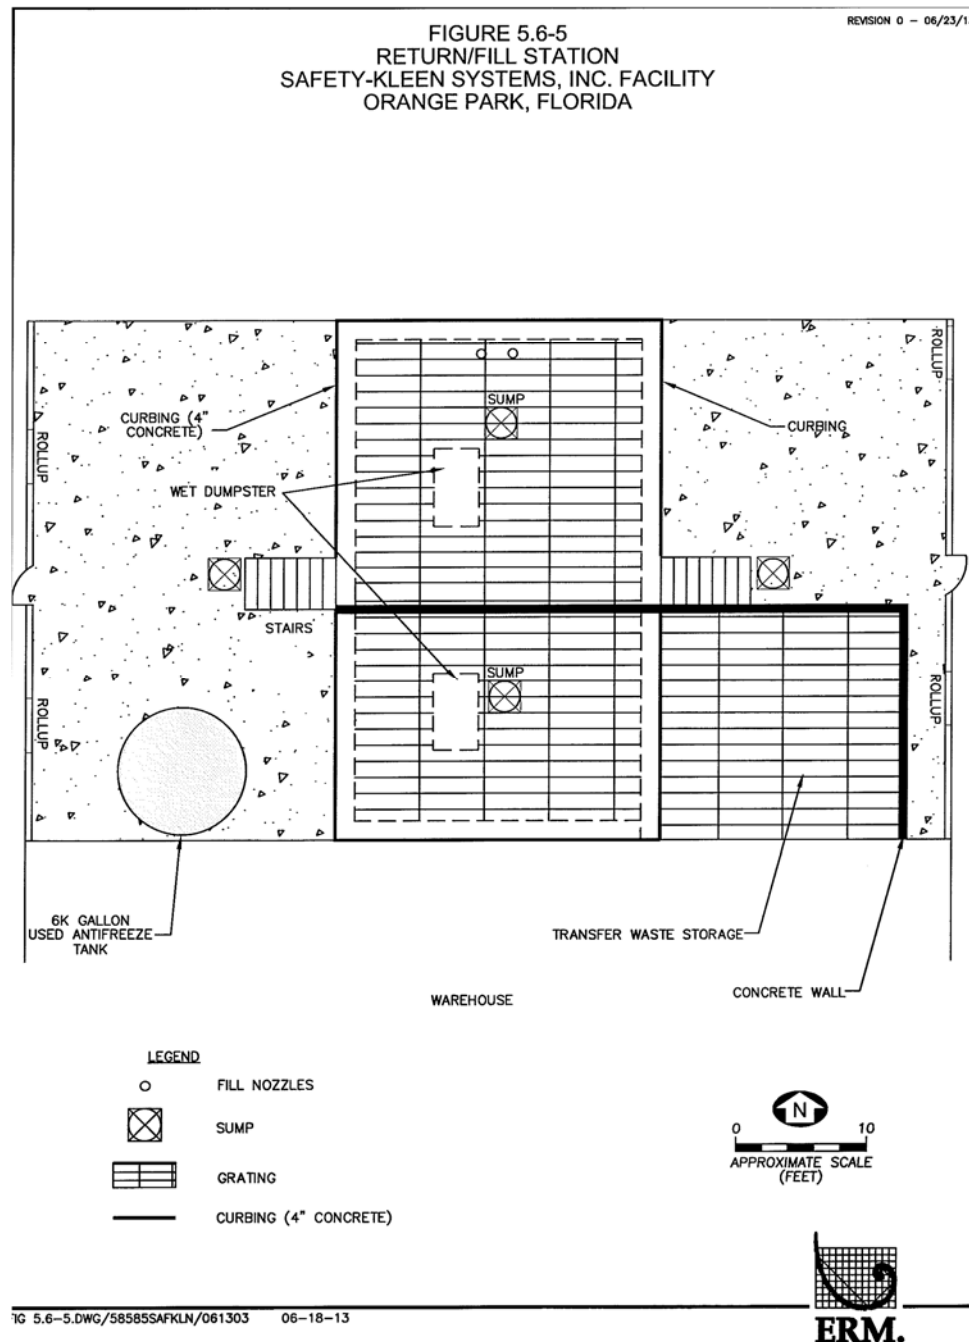 REVISION 0 - 06/23/1
FIGURE 5.6-5
RETURN/FILL STATION
SAFETY-KLEEN SYSTEMS, INC. FACILITY
ORANGE PARK, FLORIDA
ROLLUP
SUMP
CURBING (4"
CONCRETE)
CURBING
ROLLUP
WET DUMPSTER
STAIRS
SUMP
ROLLUP
ROLLUP
6K GALLON
USED ANTIFREEZE
TANK
TRANSFER WASTE STORAGE
WAREHOUSE
CONCRETE WALL
LEGEND
FILL NOZZLES
SUMP
GRATING
CURBING (4" CONCRETE)
N
0 10
APPROXIMATE SCALE
(FEET)
FIG 5.6-5.DWG/58585SAFKLN/061303 06-18-13
ERM.